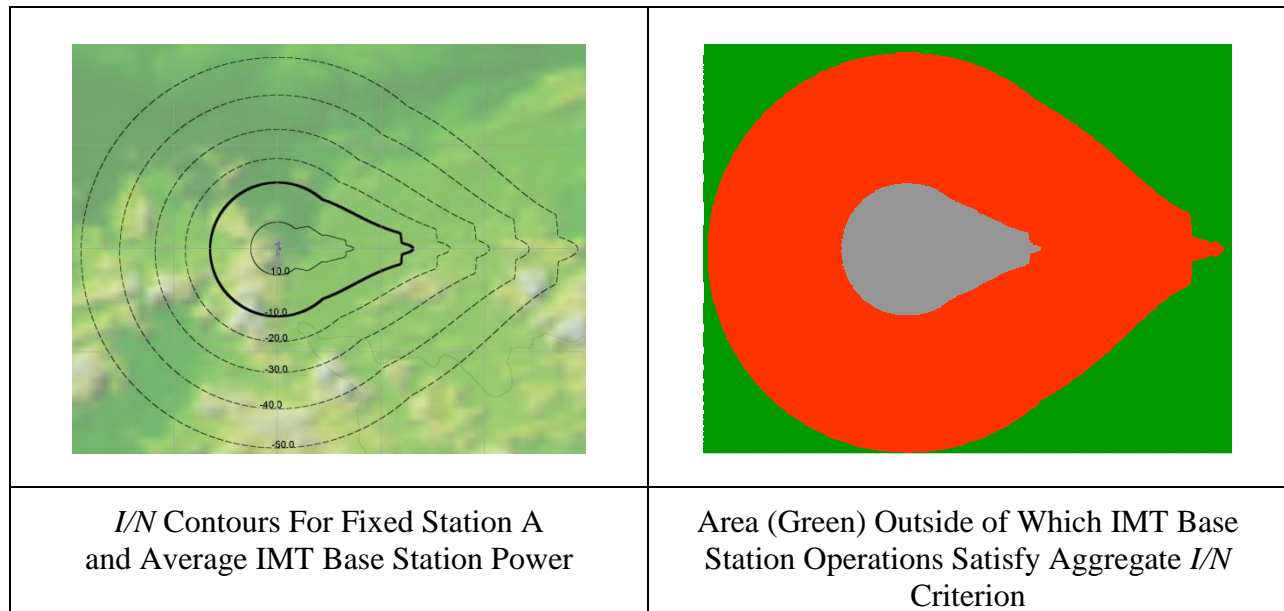 10.0
-10.0
-20.0
-30.0
-40.0
-50.0
I/N Contours For Fixed Station A
and Average IMT Base Station Power
Area (Green) Outside of Which IMT Base
Station Operations Satisfy Aggregate I/N
Criterion